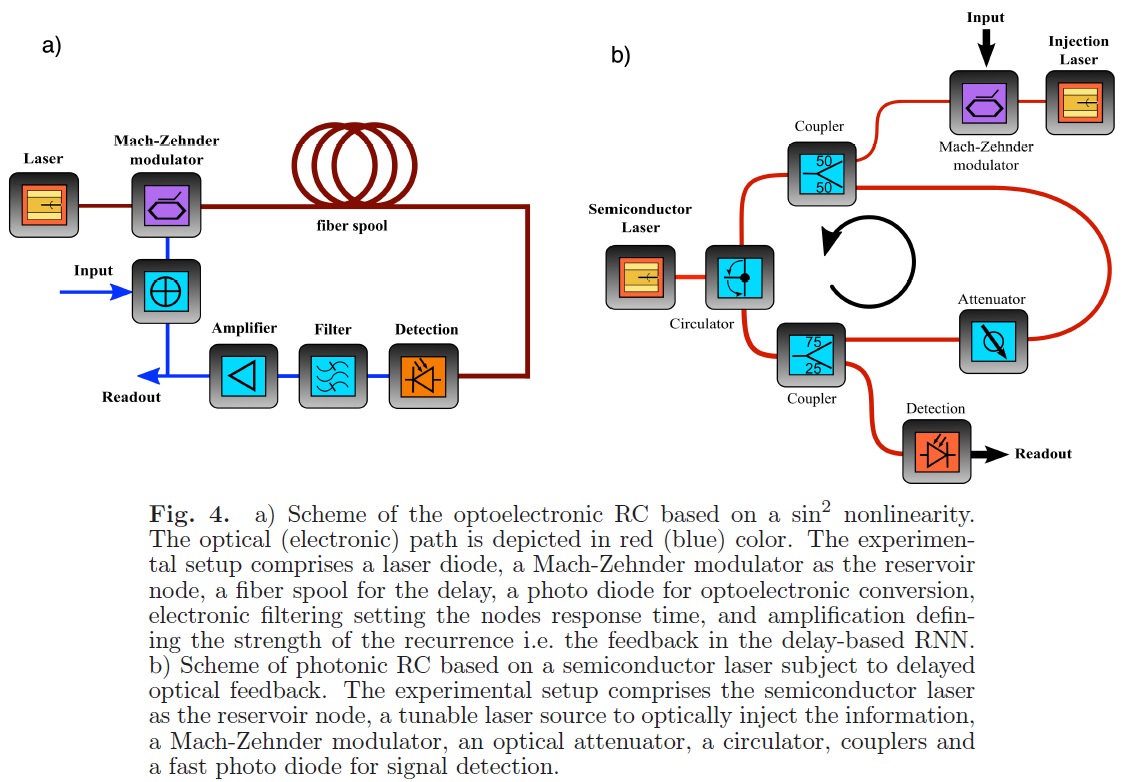 a)
Laser
Mach-Zehnder
modulator
fiber spool
Input
Amplifier
Filter
Detection
Readout
b)
Input
Injection
Laser
Mach-Zehnder
modulator
Coupler
50
50
Semiconductor
Laser
Circulator
Attenuator
75
25
Coupler
Detection
Readout
Fig. 4. a) Scheme of the optoelectronic RC based on a sin² nonlinearity.
The optical (electronic) path is depicted in red (blue) color. The experimen-
tal setup comprises a laser diode, a Mach-Zehnder modulator as the reservoir
node, a fiber spool for the delay, a photo diode for optoelectronic conversion,
electronic filtering setting the nodes response time, and amplification defin-
ing the strength of the recurrence i.e. the feedback in the delay-based RNN.
b) Scheme of photonic RC based on a semiconductor laser subject to delayed
optical feedback. The experimental setup comprises the semiconductor laser
as the reservoir node, a tunable laser source to optically inject the information,
a Mach-Zehnder modulator, an optical attenuator, a circulator, couplers and
a fast photo diode for signal detection.